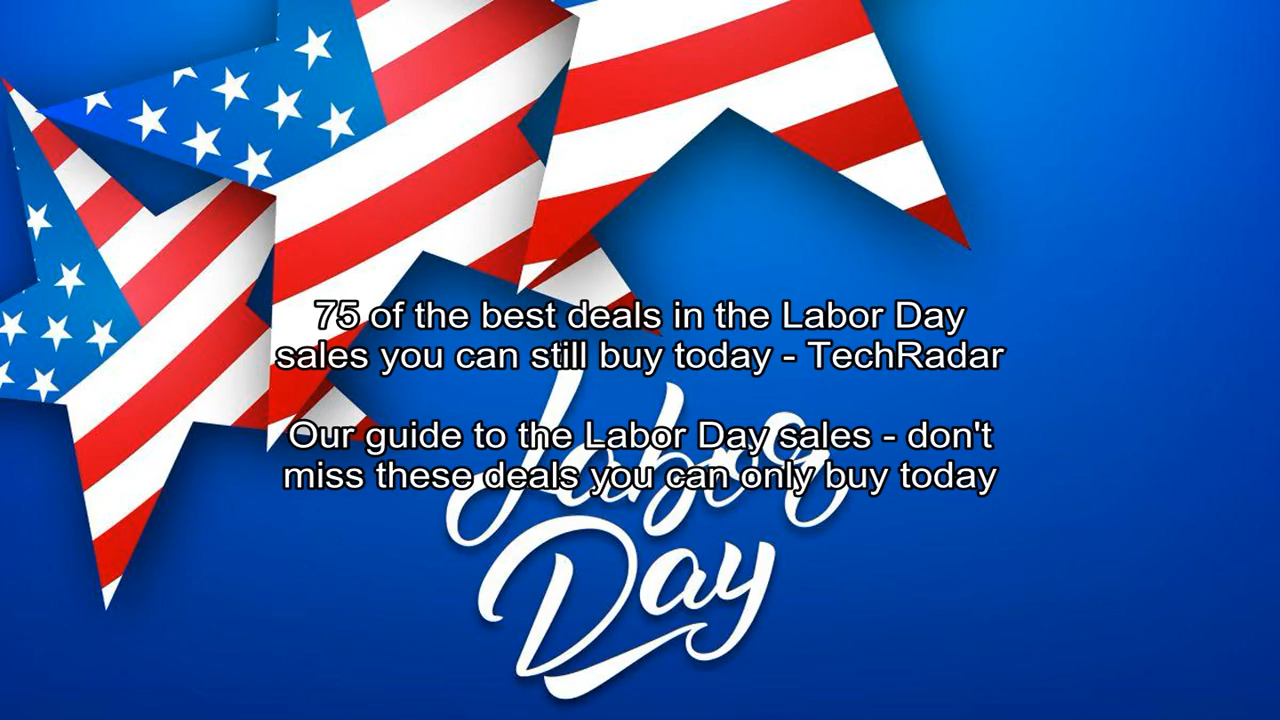 75 of the best deals in the Labor Day
sales you can still buy today - TechRadar
Our guide to the Labor Day sales - don't
miss these deals you can only buy today
Labor
Day